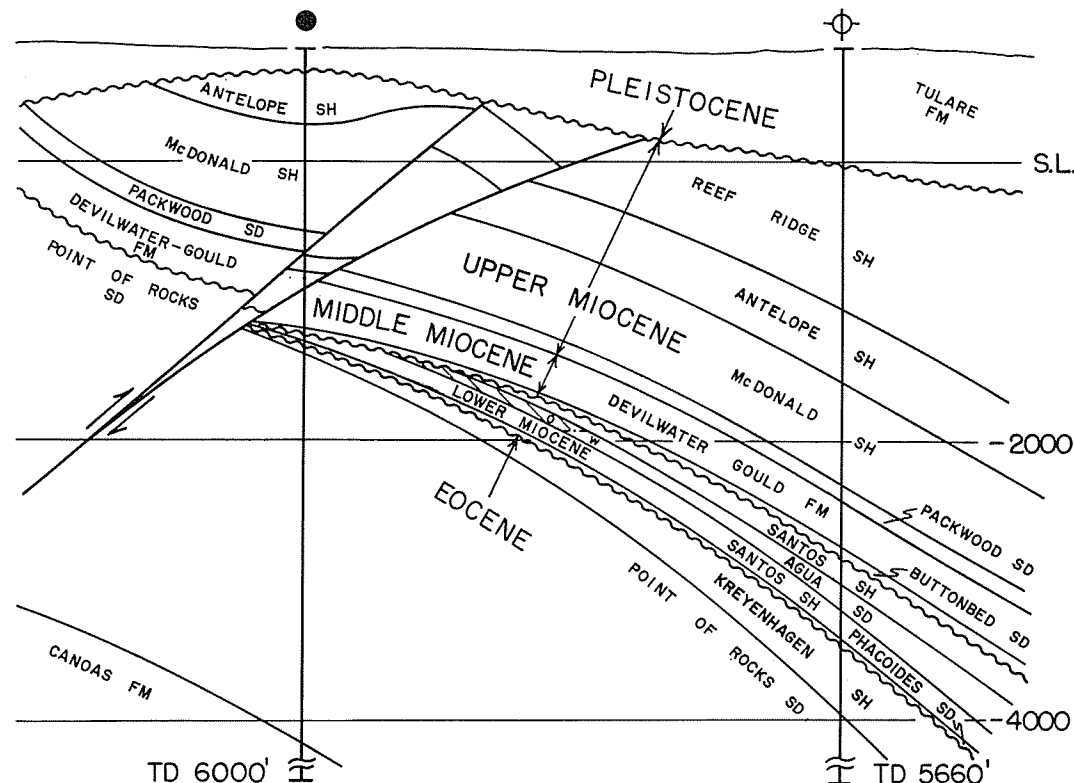 PLEISTOCENE
TULARE
FM
ANTELOPE SH
S.L.
McDONALD SH
REEF RIDGE SH
PACKWOOD SD
DEVILWATER-GOULD
FM
POINT OF ROCKS
SD
UPPER MIOCENE
ANTELOPE SH
MIDDLE MIOCENE
McDONALD SH
LOWER MIOCENE
O
W
DEVILWATER GOULD FM
-2000
EOCENE
PACKWOOD SD
SANTOS SH
AGUA SD
SANTOS SH
BUTTONBED SD
KREYENHAGEN SH
PHACOIDES SD
POINT OF ROCKS SD
CANOAS FM
-4000
TD 6000'
TD 5660'